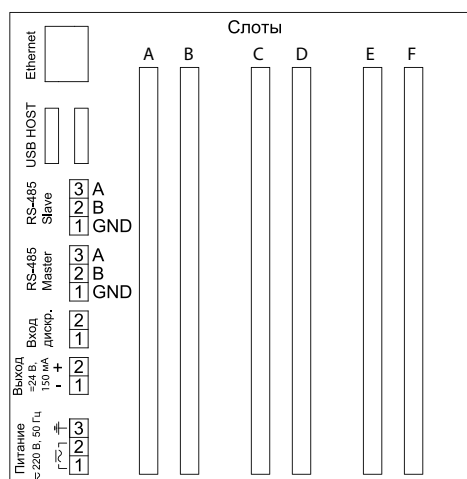 Слоты
A B C D E F
Ethernet
USB HOST
RS-485
Slave
3 A
2 B
1 GND
RS-485
Master
3 A
2 B
1 GND
Вход
дискр.
2
1
Выход
=24 В,
150 мА
+ 2
- 1
Питание
≂ 220 В, 50 Гц
3
2
1